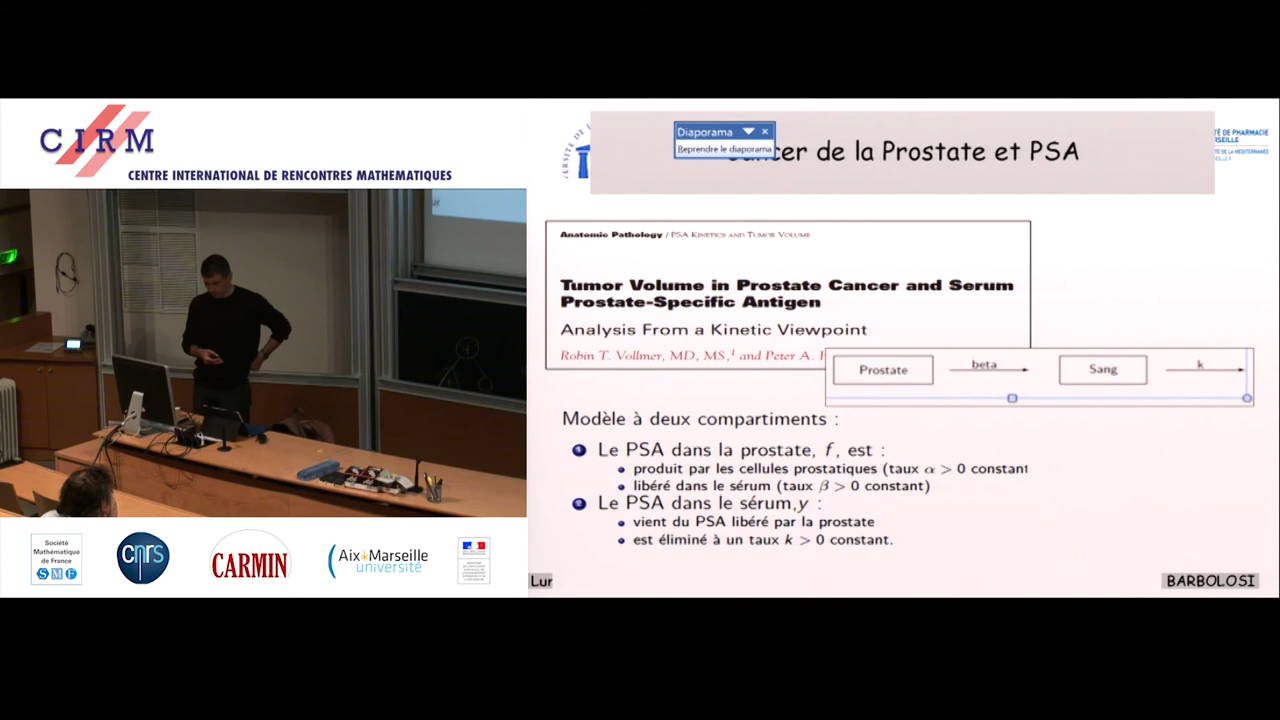 CIRM
CENTRE INTERNATIONAL DE RENCONTRES MATHEMATIQUES
Diaporama
Reprendre le diaporama
cer de la Prostate et PSA
Anatomic Pathology / PSA KINETICS AND TUMOR VOLUME
Tumor Volume in Prostate Cancer and Serum
Prostate-Specific Antigen
Analysis From a Kinetic Viewpoint
Robin T. Vollmer, MD, MS,¹ and Peter A.
Prostate
beta
Sang
k
Modèle à deux compartiments :
1 Le PSA dans la prostate, f, est :
• produit par les cellules prostatiques (taux α > 0 constant
• libéré dans le sérum (taux β > 0 constant)
2 Le PSA dans le sérum,y :
• vient du PSA libéré par la prostate
• est éliminé à un taux k > 0 constant.
Lur
BARBOLOSI
Société
Mathématique
de France
SMF
cnrs
CARMIN
Aix*Marseille
université